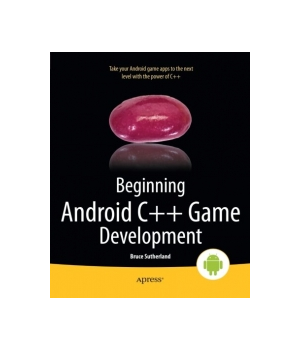 Take your Android game apps to the next
level with the power of C++
Beginning
Android C++ Game
Development
Bruce Sutherland
Apress®